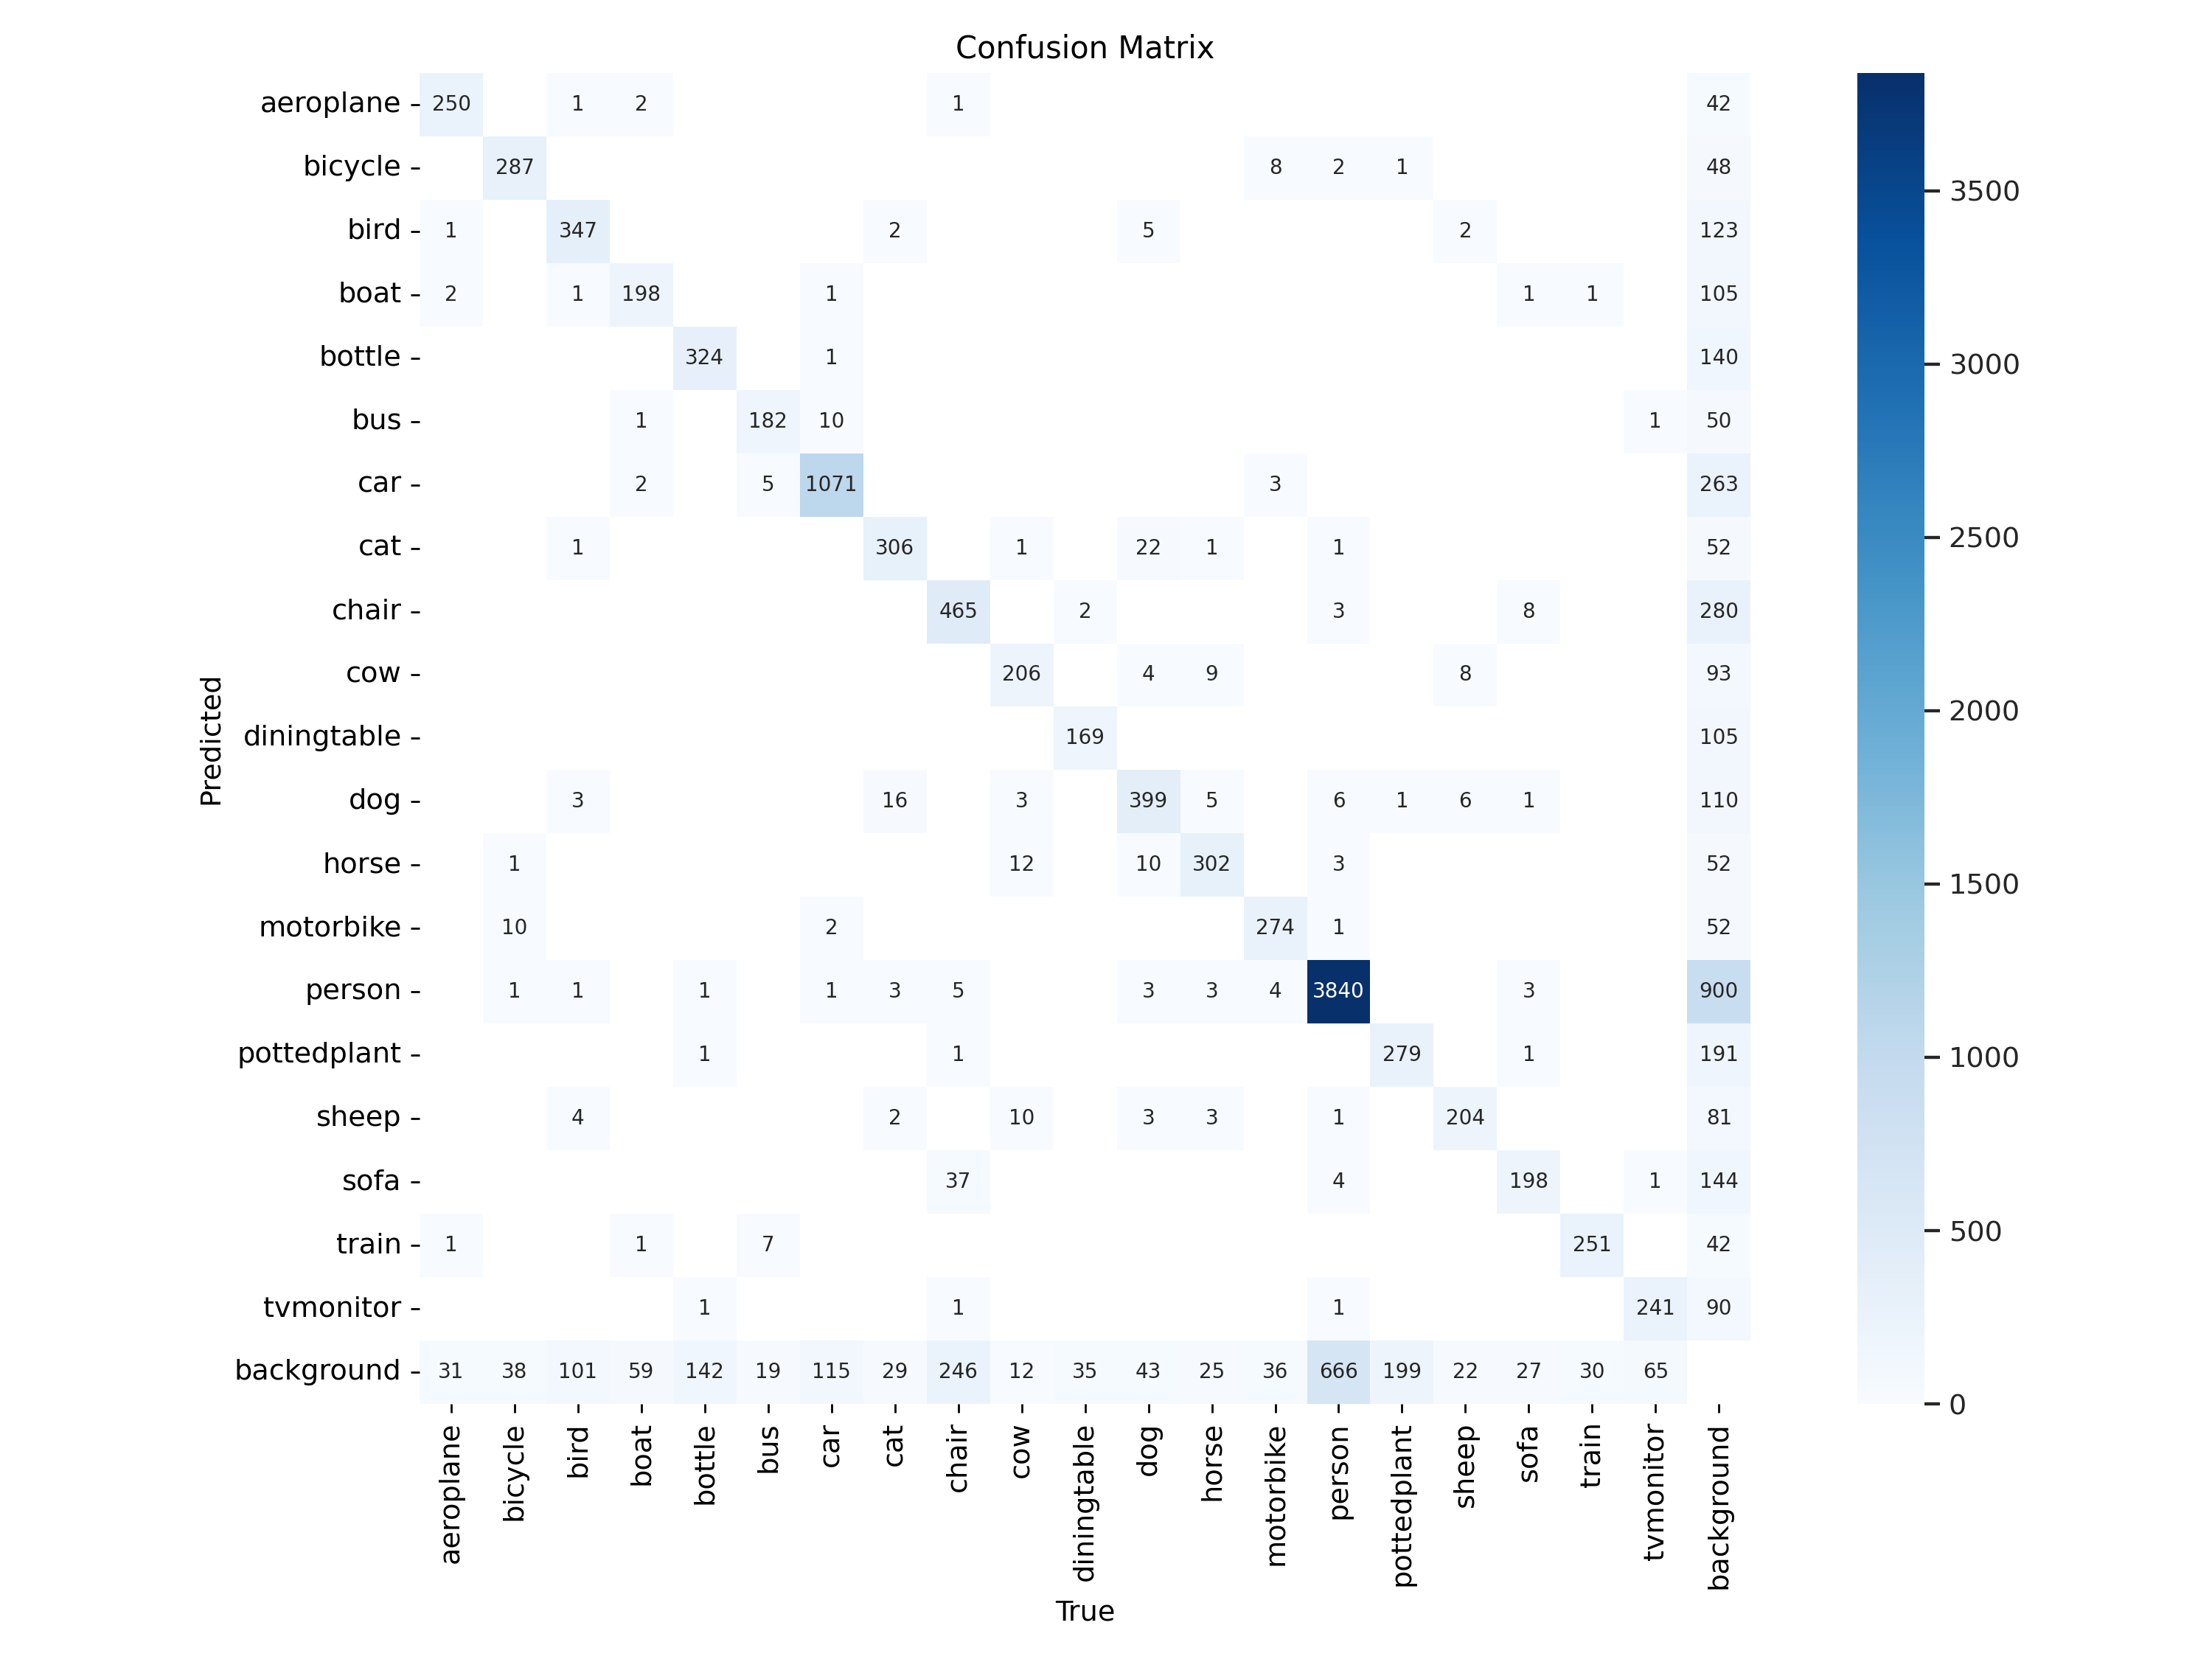 Confusion Matrix
aeroplane 250 1 2 1 42
bicycle 287 8 2 1 48
bird 1 347 2 5 2 123
boat 2 1 198 1 1 1 105
bottle 324 1 140
bus 1 182 10 1 50
car 2 5 1071 3 263
cat 1 306 1 22 1 1 52
chair 465 2 3 8 280
cow 206 4 9 8 93
diningtable 169 105
dog 3 16 3 399 5 6 1 6 1 110
horse 1 12 10 302 3 52
motorbike 10 2 274 1 52
person 1 1 1 1 3 5 3 3 4 3840 3 900
pottedplant 1 1 279 1 191
sheep 4 2 10 3 3 1 204 81
sofa 37 4 198 1 144
train 1 1 7 251 42
tvmonitor 1 1 1 241 90
background 31 38 101 59 142 19 115 29 246 12 35 43 25 36 666 199 22 27 30 65
aeroplane bicycle bird boat bottle bus car cat chair cow diningtable dog horse motorbike person pottedplant sheep sofa train tvmonitor background
True
Predicted
3500
3000
2500
2000
1500
1000
500
0